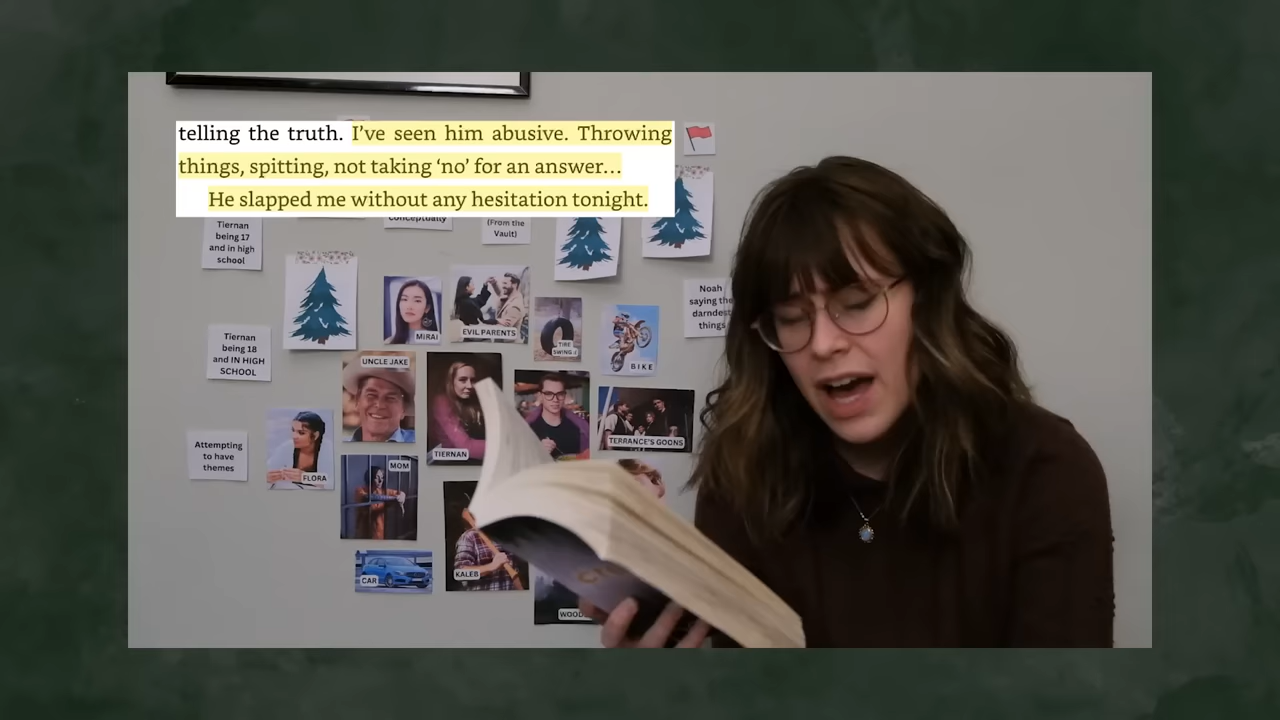 telling the truth. I've seen him abusive. Throwing
things, spitting, not taking 'no' for an answer...
He slapped me without any hesitation tonight.
conceptually
(From the
Vault)
Tiernan
being 17
and in high
school
Noah
saying the
darndest
things
MIRAI
EVIL PARENTS
TIRE
SWING :(
BIKE
Tiernan
being 18
and IN HIGH
SCHOOL
UNCLE JAKE
TIERNAN
TERRANCE'S GOONS
Attempting
to have
themes
FLORA
MOM
KALEB
CAR